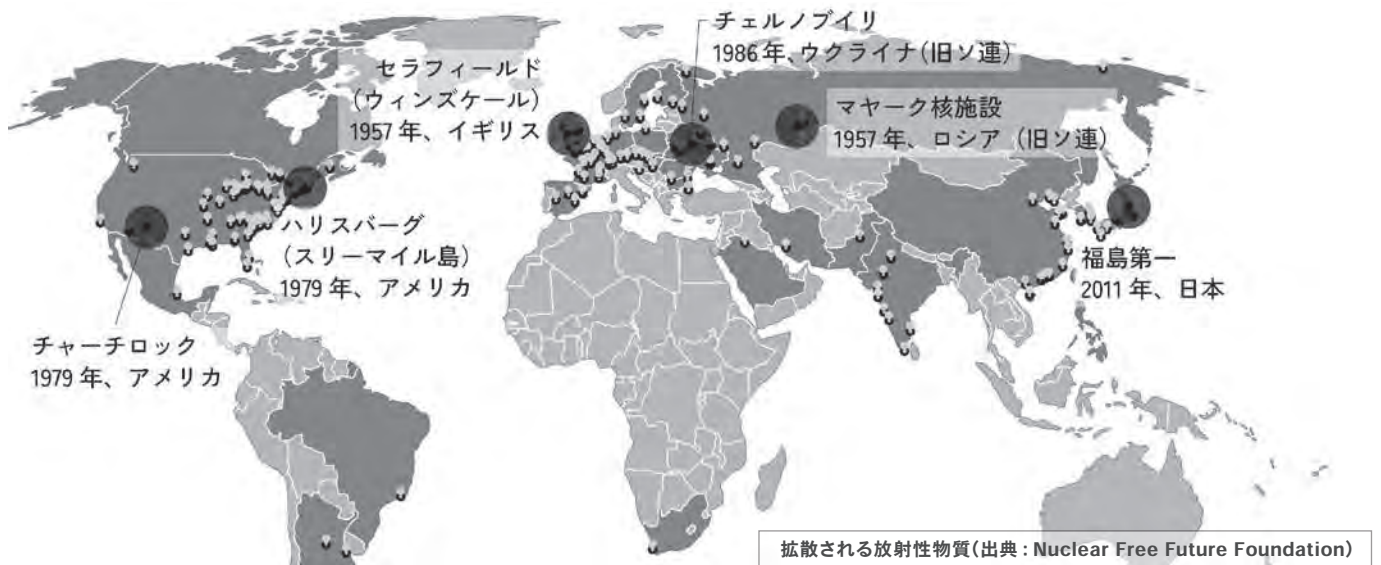 チェルノブイリ
1986年、ウクライナ(旧ソ連)
セラフィールド
(ウィンズケール)
1957年、イギリス
マヤーク核施設
1957年、ロシア (旧ソ連)
ハリスバーグ
(スリーマイル島)
1979年、アメリカ
福島第一
2011年、日本
チャーチロック
1979年、アメリカ
拡散される放射性物質(出典:Nuclear Free Future Foundation)